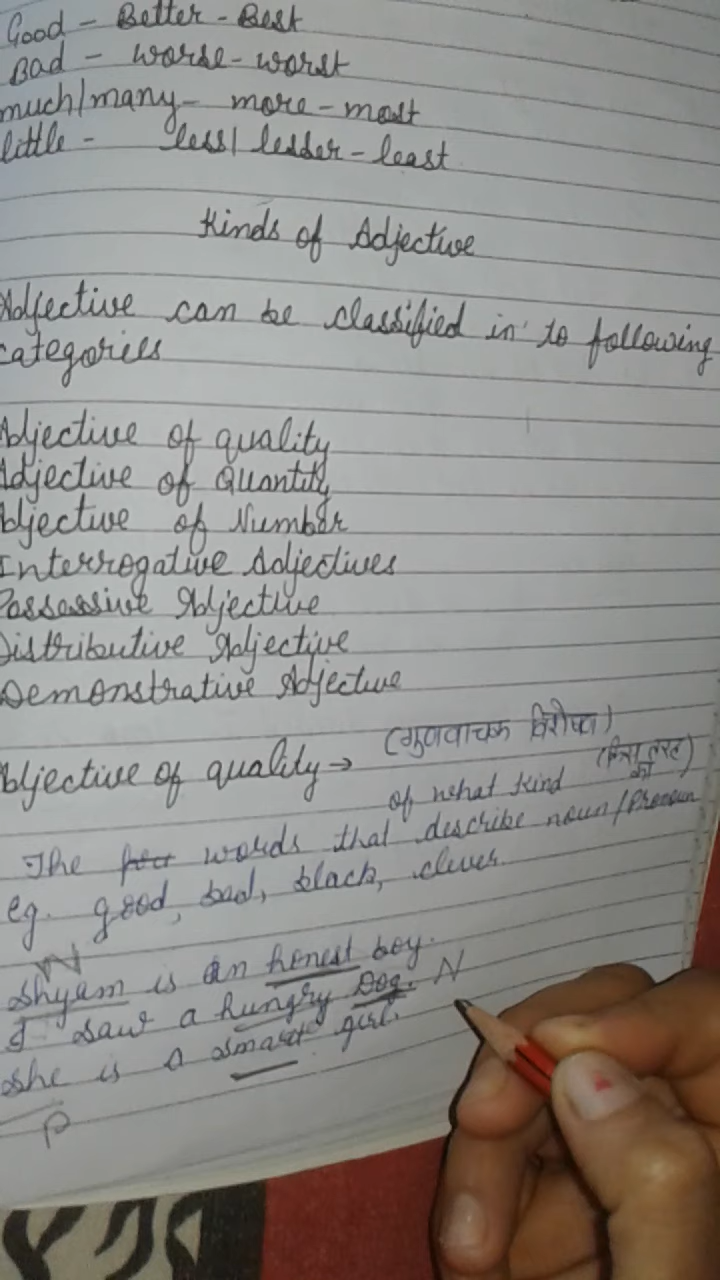 Good - Better - Best
Bad - worse - worst
much/many - more - most
little - less/lesser - least
Kinds of Adjective
Adjective can be classified in to following
categories
Adjective of quality
Adjective of Quantity
Adjective of Number
Interrogative Adjectives
Possessive Adjective
Distributive Adjective
Demonstrative Adjective
Adjective of quality → (गुणवाचक विशेषण)
of what kind (किस तरह का)
The words that describe noun/Pronoun
eg. good, bad, black, clever
N
Shyam is an honest boy.
I saw a hungry Dog. N
She is a smart girl.
P